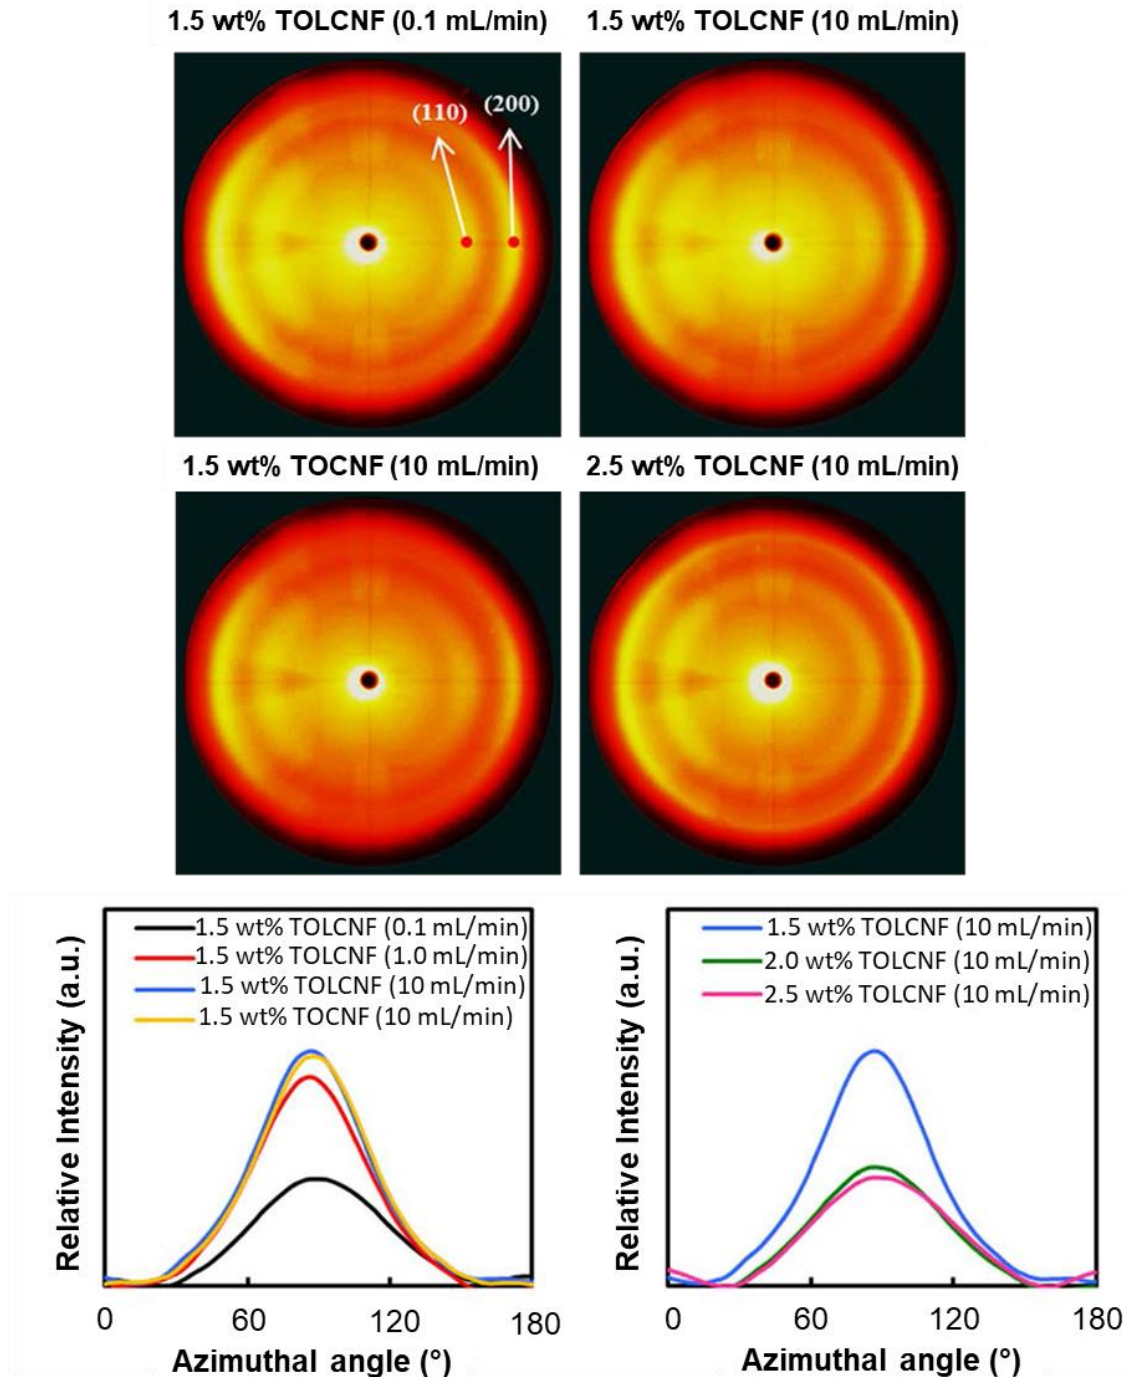 1.5 wt% TOLCNF (0.1 mL/min)
1.5 wt% TOLCNF (10 mL/min)
(110)
(200)
1.5 wt% TOCNF (10 mL/min)
2.5 wt% TOLCNF (10 mL/min)
Relative Intensity (a.u.)
1.5 wt% TOLCNF (0.1 mL/min)
1.5 wt% TOLCNF (1.0 mL/min)
1.5 wt% TOLCNF (10 mL/min)
1.5 wt% TOCNF (10 mL/min)
0 60 120 180
Azimuthal angle (°)
Relative Intensity (a.u.)
1.5 wt% TOLCNF (10 mL/min)
2.0 wt% TOLCNF (10 mL/min)
2.5 wt% TOLCNF (10 mL/min)
0 60 120 180
Azimuthal angle (°)